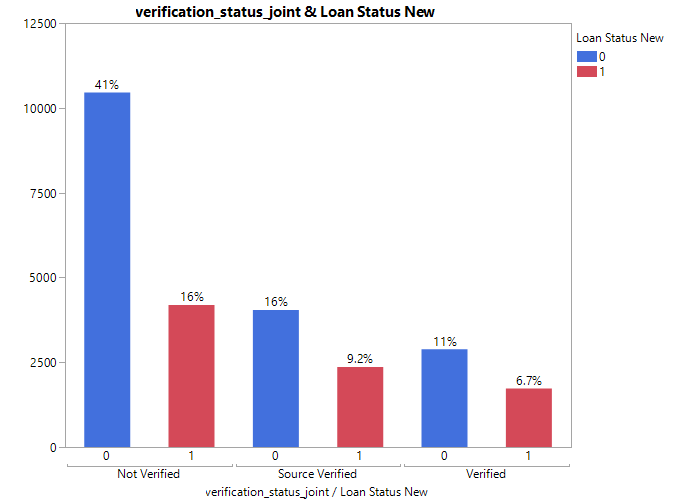 verification_status_joint & Loan Status New
12500
10000
7500
5000
2500
0
41%
16%
16%
9.2%
11%
6.7%
0 1 0 1 0 1
Not Verified Source Verified Verified
verification_status_joint / Loan Status New
Loan Status New
0
1